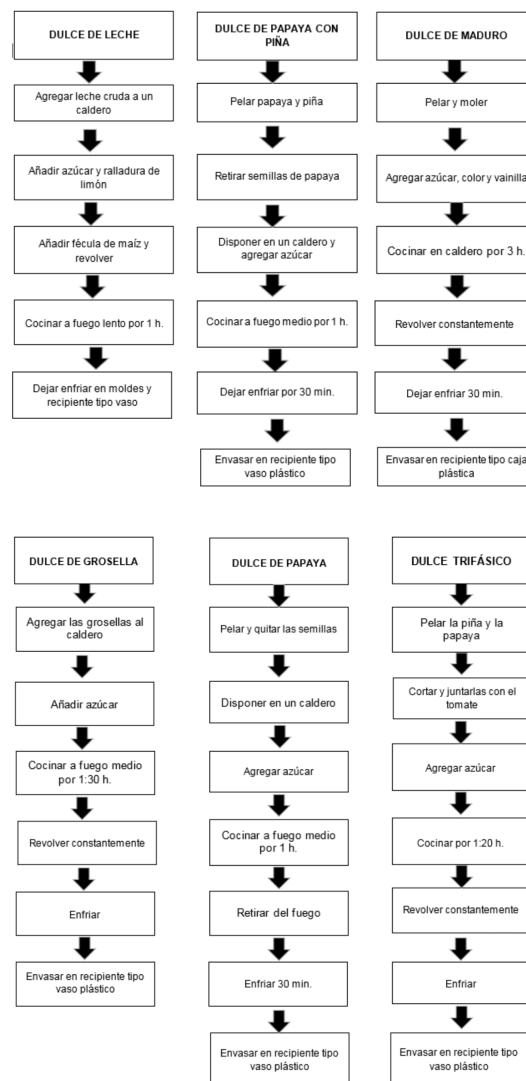 DULCE DE LECHE
Agregar leche cruda a un
caldero
Añadir azúcar y ralladura de
limón
Añadir fécula de maíz y
revolver
Cocinar a fuego lento por 1 h.
Dejar enfriar en moldes y
recipiente tipo vaso
DULCE DE PAPAYA CON
PIÑA
Pelar papaya y piña
Retirar semillas de papaya
Disponer en un caldero y
agregar azúcar
Cocinar a fuego medio por 1 h.
Dejar enfriar por 30 min.
Envasar en recipiente tipo
vaso plástico
DULCE DE MADURO
Pelar y moler
Agregar azúcar, color y vainilla
Cocinar en caldero por 3 h.
Revolver constantemente
Dejar enfriar 30 min.
Envasar en recipiente tipo caja
plástica
DULCE DE GROSELLA
Agregar las grosellas al
caldero
Añadir azúcar
Cocinar a fuego medio
por 1:30 h.
Revolver constantemente
Enfriar
Envasar en recipiente tipo
vaso plástico
DULCE DE PAPAYA
Pelar y quitar las semillas
Disponer en un caldero
Agregar azúcar
Cocinar a fuego medio
por 1 h.
Retirar del fuego
Enfriar 30 min.
Envasar en recipiente tipo
vaso plástico
DULCE TRIFÁSICO
Pelar la piña y la
papaya
Cortar y juntarlas con el
tomate
Agregar azúcar
Cocinar por 1:20 h.
Revolver constantemente
Enfriar
Envasar en recipiente tipo
vaso plástico